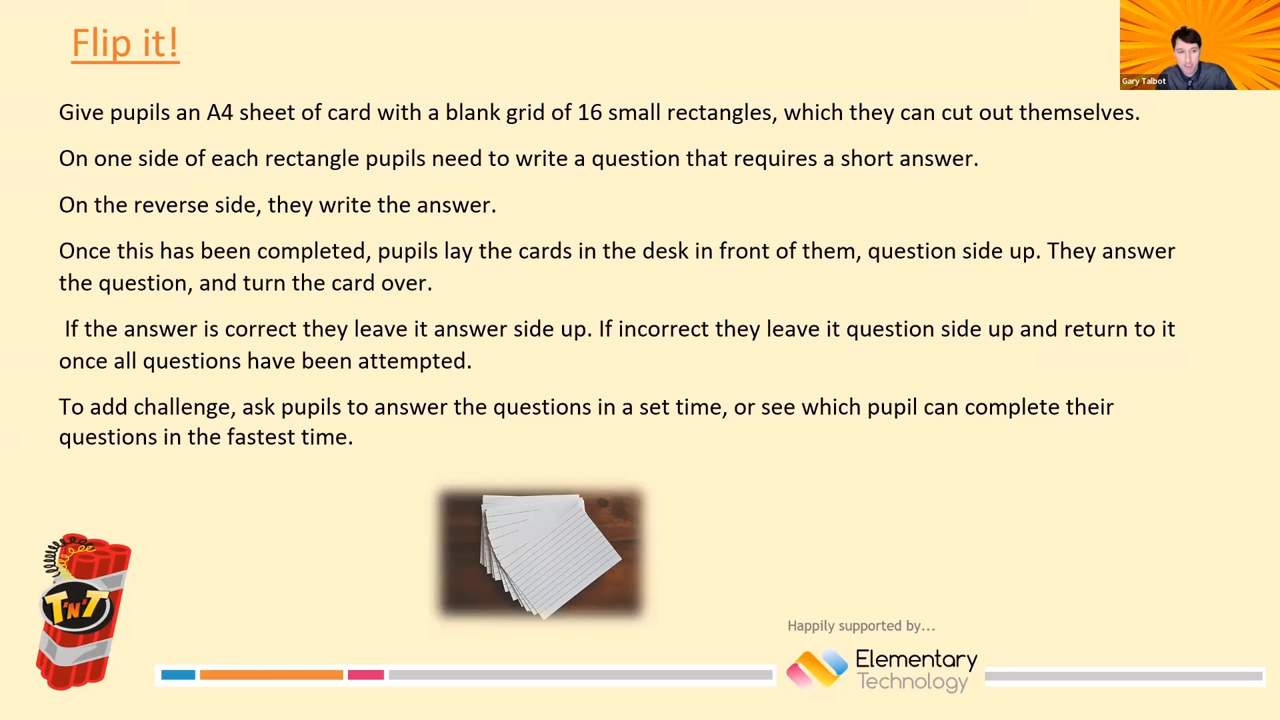 Flip it!
Gary Talbot
Give pupils an A4 sheet of card with a blank grid of 16 small rectangles, which they can cut out themselves.
On one side of each rectangle pupils need to write a question that requires a short answer.
On the reverse side, they write the answer.
Once this has been completed, pupils lay the cards in the desk in front of them, question side up. They answer
the question, and turn the card over.
If the answer is correct they leave it answer side up. If incorrect they leave it question side up and return to it
once all questions have been attempted.
To add challenge, ask pupils to answer the questions in a set time, or see which pupil can complete their
questions in the fastest time.
T'N'T
Happily supported by...
Elementary
Technology